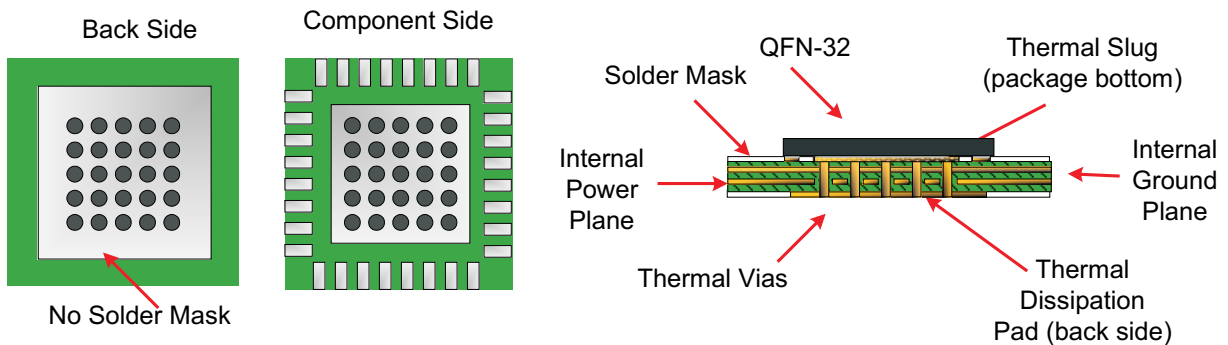 Back Side
Component Side
No Solder Mask
QFN-32
Thermal Slug
(package bottom)
Solder Mask
Internal
Power
Plane
Internal
Ground
Plane
Thermal Vias
Thermal
Dissipation
Pad (back side)